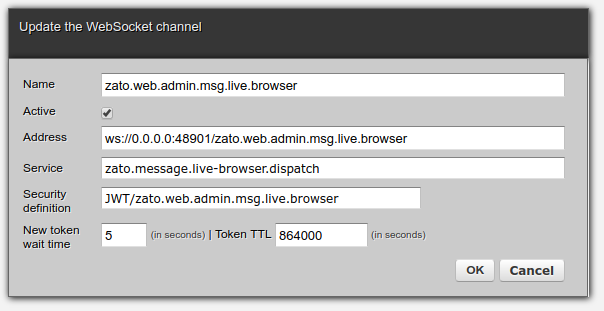 Update the WebSocket channel
Name zato.web.admin.msg.live.browser
Active
Address ws://0.0.0.0:48901/zato.web.admin.msg.live.browser
Service zato.message.live-browser.dispatch
Security definition JWT/zato.web.admin.msg.live.browser
New token wait time 5 (in seconds) | Token TTL 864000 (in seconds)
OK Cancel